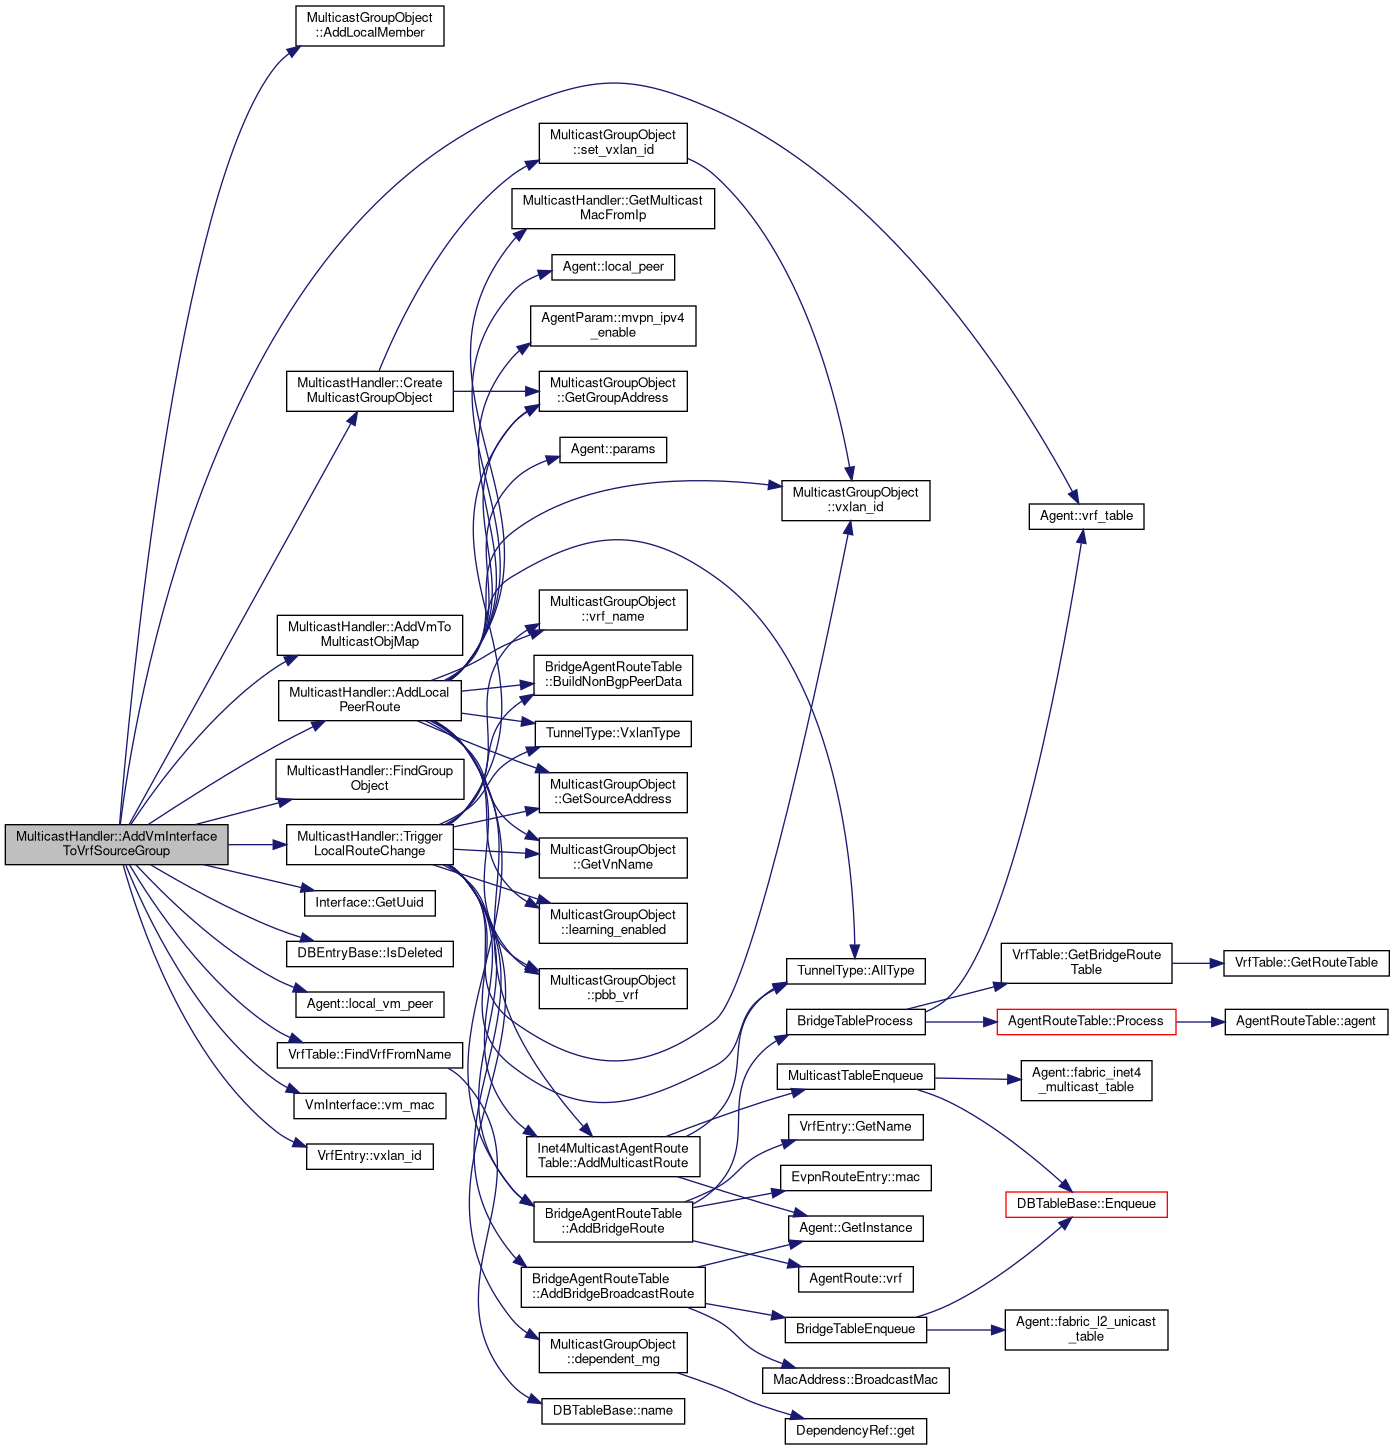 MulticastGroupObject
::AddLocalMember
MulticastGroupObject
::set_vxlan_id
MulticastHandler::GetMulticast
MacFromIp
Agent::local_peer
AgentParam::mvpn_ipv4
_enable
MulticastHandler::Create
MulticastGroupObject
MulticastGroupObject
::GetGroupAddress
Agent::params
MulticastGroupObject
::vxlan_id
Agent::vrf_table
MulticastGroupObject
::vrf_name
MulticastHandler::AddVmTo
MulticastObjMap
BridgeAgentRouteTable
::BuildNonBgpPeerData
MulticastHandler::AddLocal
PeerRoute
TunnelType::VxlanType
MulticastHandler::FindGroup
Object
MulticastGroupObject
::GetSourceAddress
MulticastHandler::AddVmInterface
ToVrfSourceGroup
MulticastHandler::Trigger
LocalRouteChange
MulticastGroupObject
::GetVnName
Interface::GetUuid
MulticastGroupObject
::learning_enabled
DBEntryBase::IsDeleted
VrfTable::GetBridgeRoute
Table
VrfTable::GetRouteTable
TunnelType::AllType
MulticastGroupObject
::pbb_vrf
Agent::local_vm_peer
BridgeTableProcess
AgentRouteTable::Process
AgentRouteTable::agent
VrfTable::FindVrfFromName
MulticastTableEnqueue
Agent::fabric_inet4
_multicast_table
VmInterface::vm_mac
VrfEntry::GetName
VrfEntry::vxlan_id
Inet4MulticastAgentRoute
Table::AddMulticastRoute
EvpnRouteEntry::mac
DBTableBase::Enqueue
BridgeAgentRouteTable
::AddBridgeRoute
Agent::GetInstance
AgentRoute::vrf
BridgeAgentRouteTable
::AddBridgeBroadcastRoute
BridgeTableEnqueue
Agent::fabric_l2_unicast
_table
MulticastGroupObject
::dependent_mg
MacAddress::BroadcastMac
DBTableBase::name
DependencyRef::get